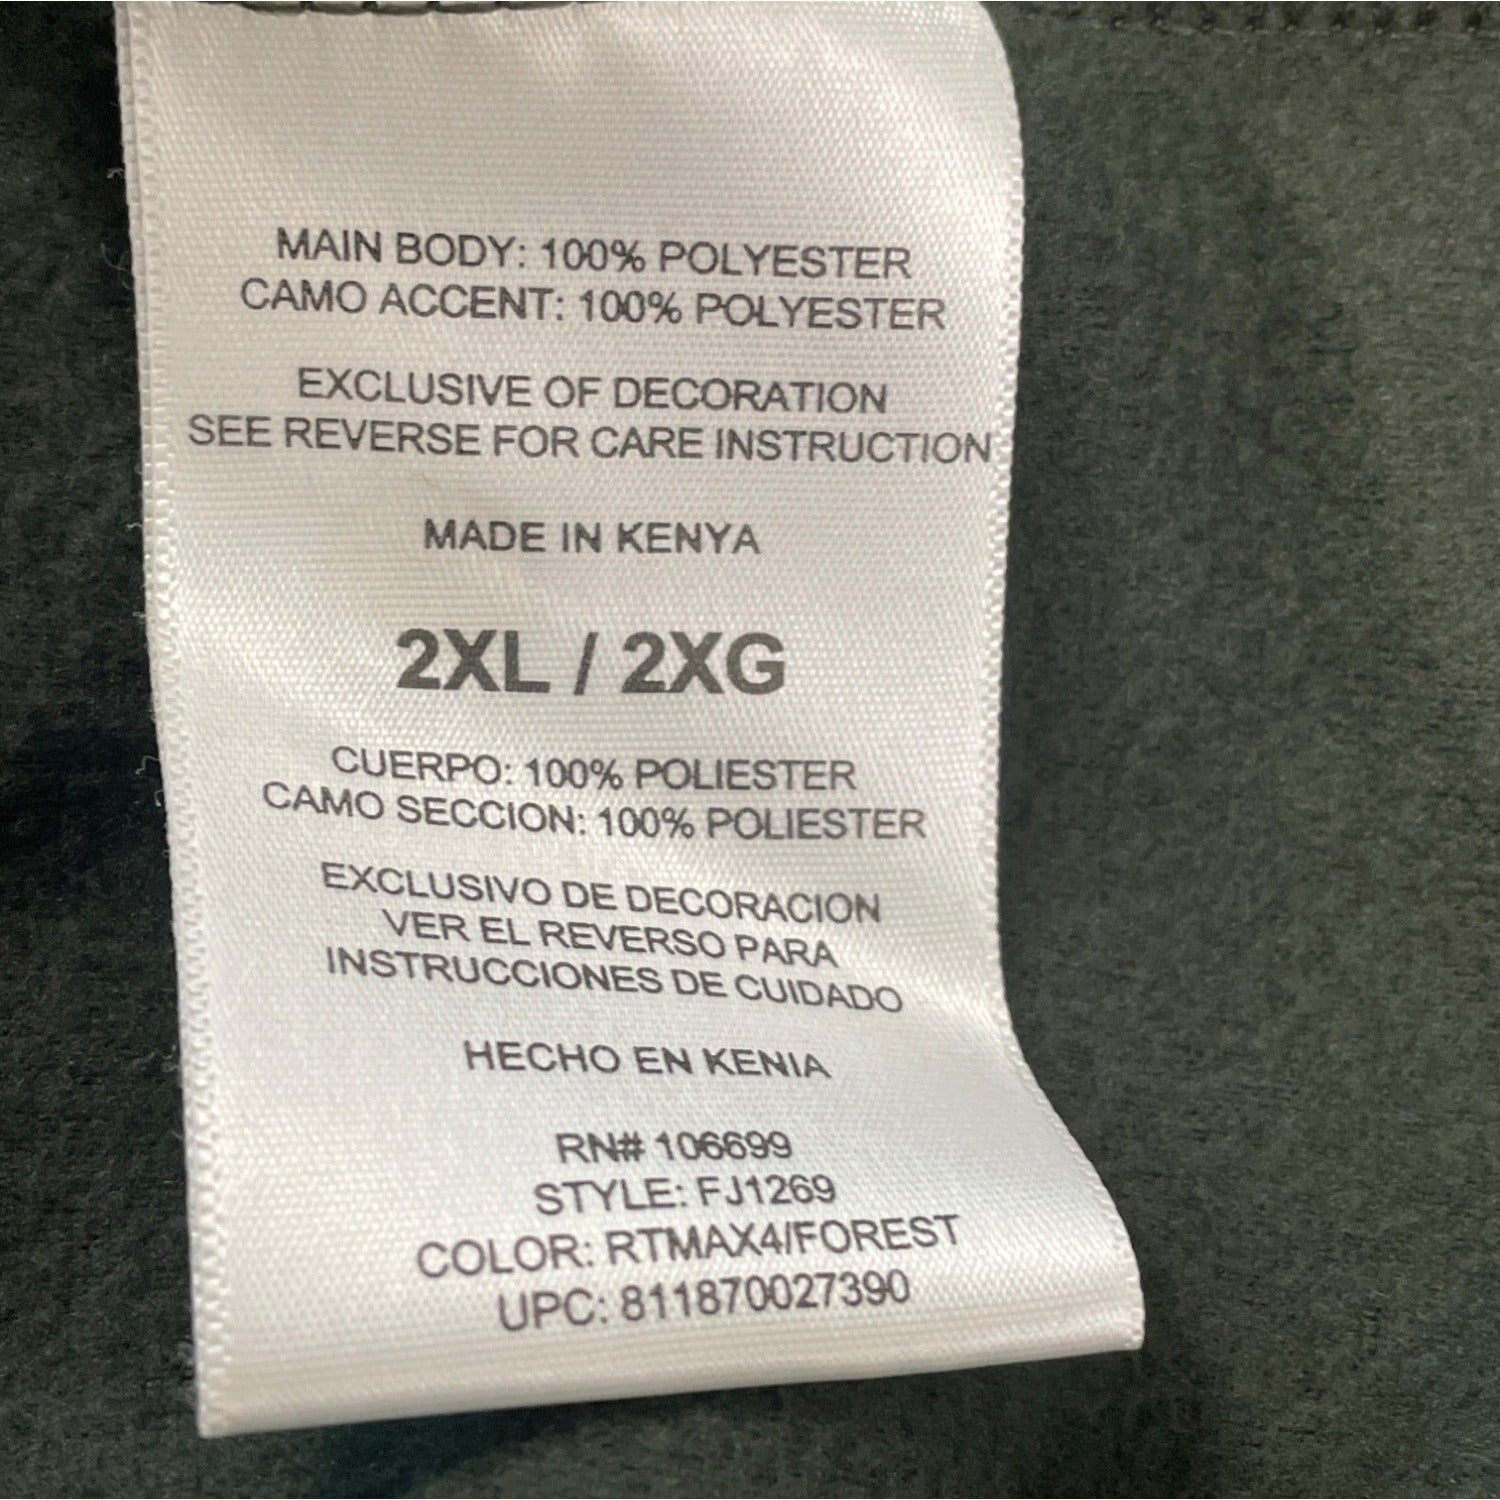 MAIN BODY: 100% POLYESTER
CAMO ACCENT: 100% POLYESTER
EXCLUSIVE OF DECORATION
SEE REVERSE FOR CARE INSTRUCTION
MADE IN KENYA
2XL / 2XG
CUERPO: 100% POLIESTER
CAMO SECCION: 100% POLIESTER
EXCLUSIVO DE DECORACION
VER EL REVERSO PARA
INSTRUCCIONES DE CUIDADO
HECHO EN KENIA
RN# 106699
STYLE: FJ1269
COLOR: RTMAX4/FOREST
UPC: 811870027390